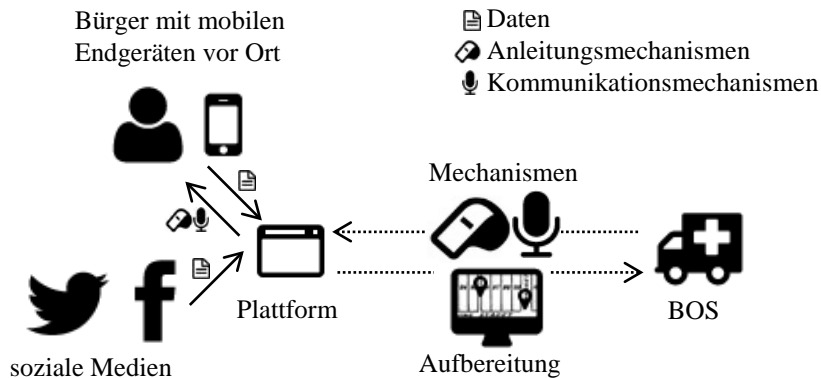 Bürger mit mobilen
Endgeräten vor Ort
Daten
Anleitungsmechanismen
Kommunikationsmechanismen
Mechanismen
Plattform
BOS
soziale Medien
Aufbereitung